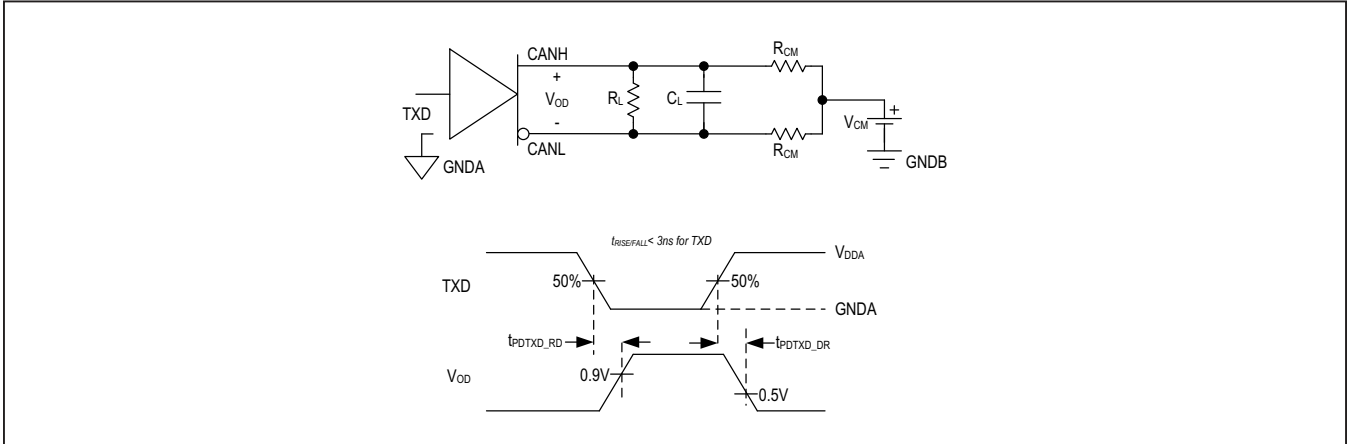 CANH
RCM
+
VOD
-
RL
CL
TXD
VCM
+
GNDA
CANL
RCM
GNDB
tRISE/FALL< 3ns for TXD
VDDA
TXD
50%
50%
GNDA
tPDTXD_RD
tPDTXD_DR
VOD
0.9V
0.5V